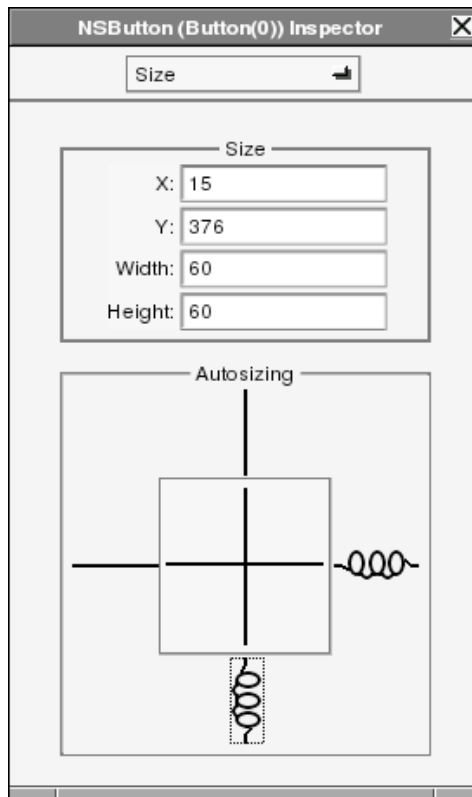 NSButton (Button(0)) Inspector
Size
Size
X: 15
Y: 376
Width: 60
Height: 60
Autosizing